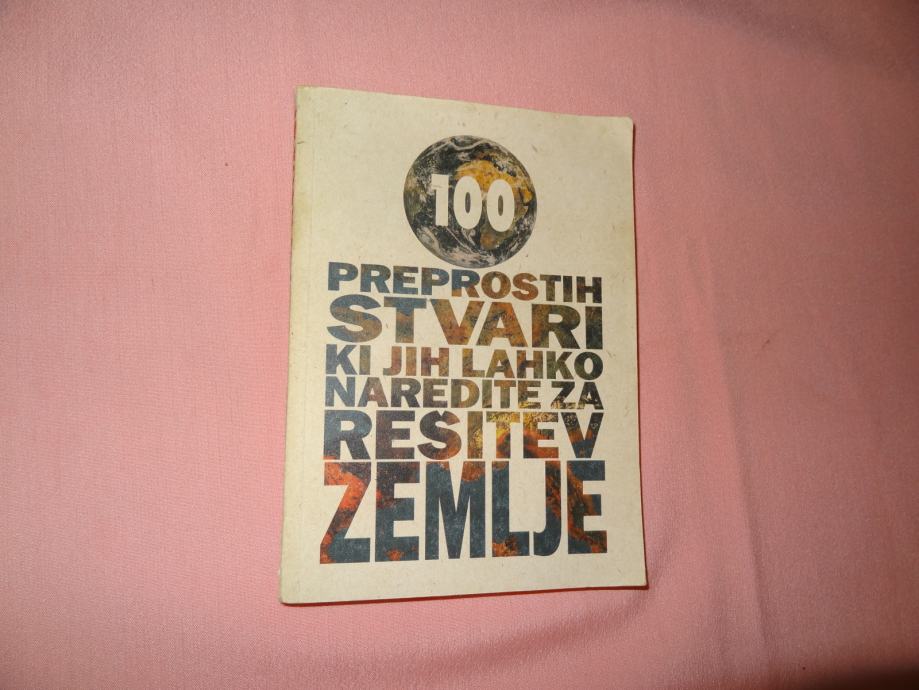 100
PREPROSTIH
STVARI
KI JIH LAHKO
NAREDITE ZA
REŠITEV
ZEMLJE